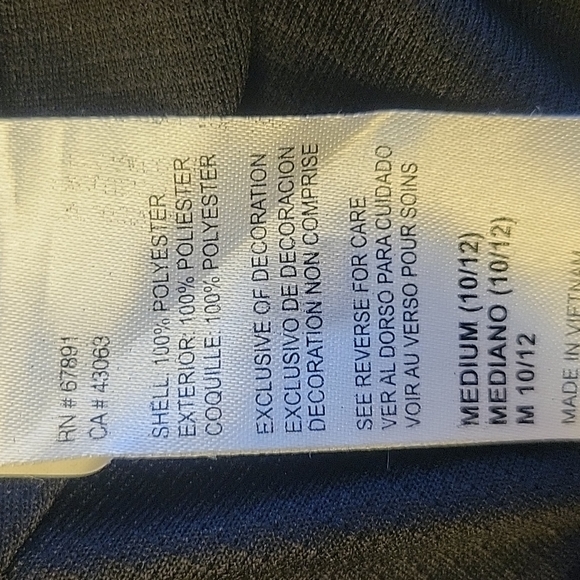 RN # 67891
CA # 43063
SHELL: 100% POLYESTER
EXTERIOR: 100% POLIESTER
COQUILLE: 100% POLYESTER
EXCLUSIVE OF DECORATION
EXCLUSIVO DE DECORACION
DECORATION NON COMPRISE
SEE REVERSE FOR CARE
VER AL DORSO PARA CUIDADO
VOIR AU VERSO POUR SOINS
MEDIUM (10/12)
MEDIANO (10/12)
M 10/12
MADE IN VIETNAM